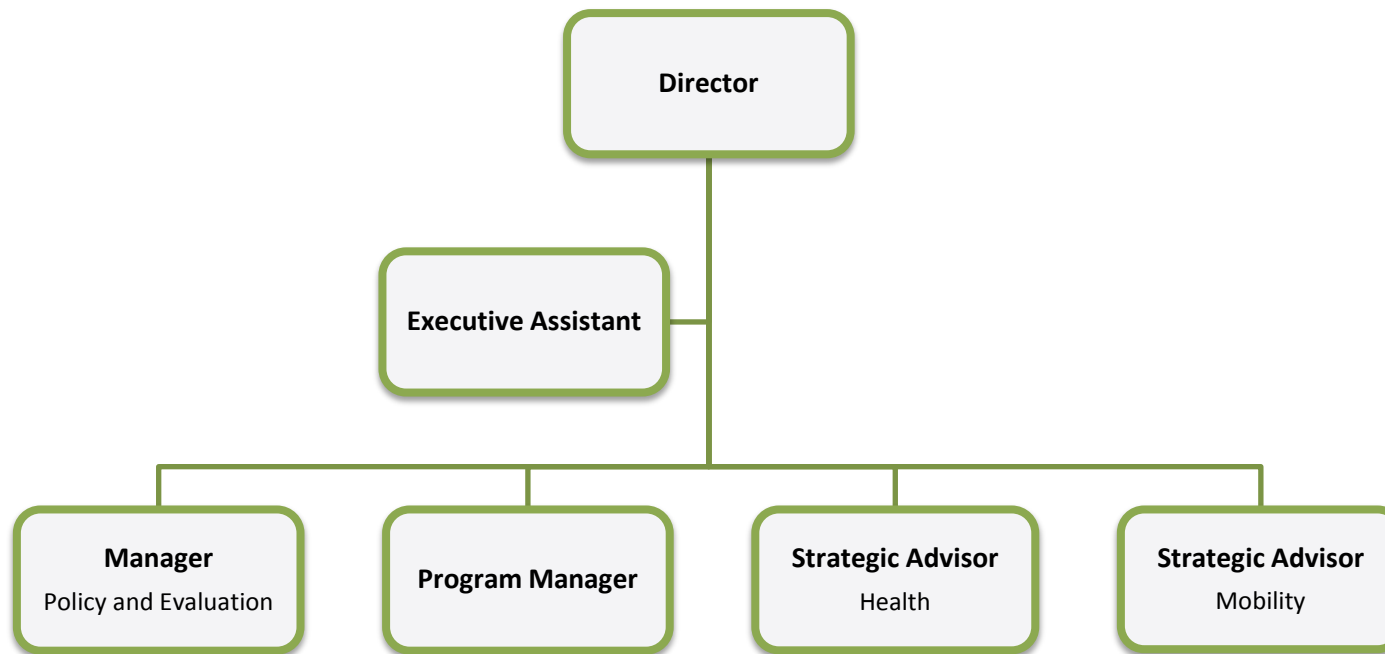 Director
Executive Assistant
Manager
Policy and Evaluation
Program Manager
Strategic Advisor
Health
Strategic Advisor
Mobility